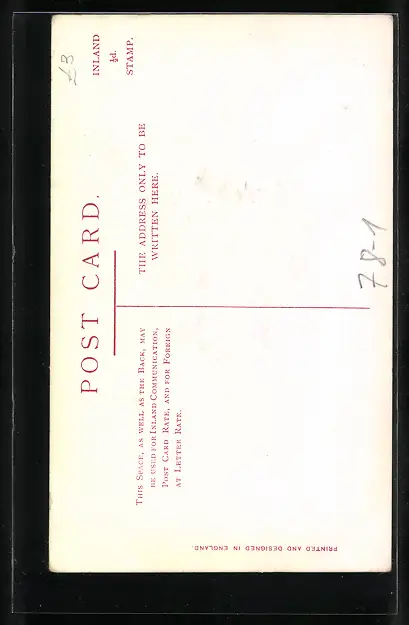 £3
INLAND
½d.
STAMP.
POST CARD.
THE ADDRESS ONLY TO BE
WRITTEN HERE.
THIS SPACE, AS WELL AS THE BACK, MAY
BE USED FOR INLAND COMMUNICATION,
POST CARD RATE, AND FOR FOREIGN
AT LETTER RATE.
78-1
PRINTED AND DESIGNED IN ENGLAND.